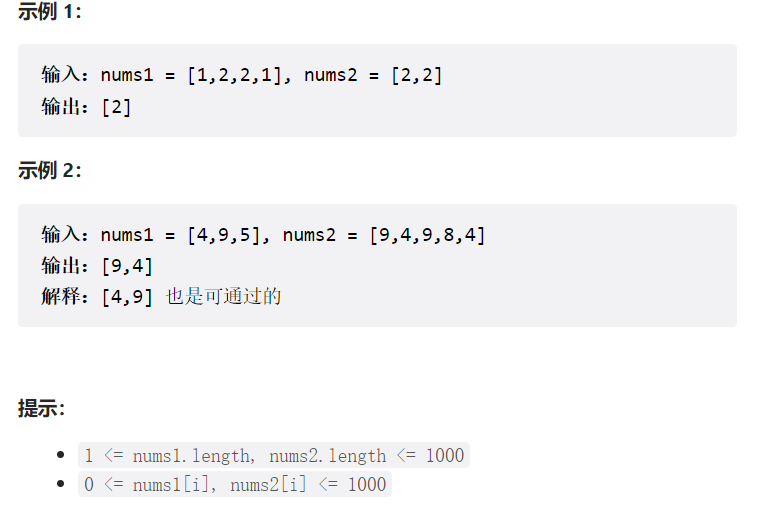 示例 1：
输入：nums1 = [1,2,2,1], nums2 = [2,2]
输出：[2]
示例 2：
输入：nums1 = [4,9,5], nums2 = [9,4,9,8,4]
输出：[9,4]
解释：[4,9] 也是可通过的
提示：
1 <= nums1.length, nums2.length <= 1000
0 <= nums1[i], nums2[i] <= 1000